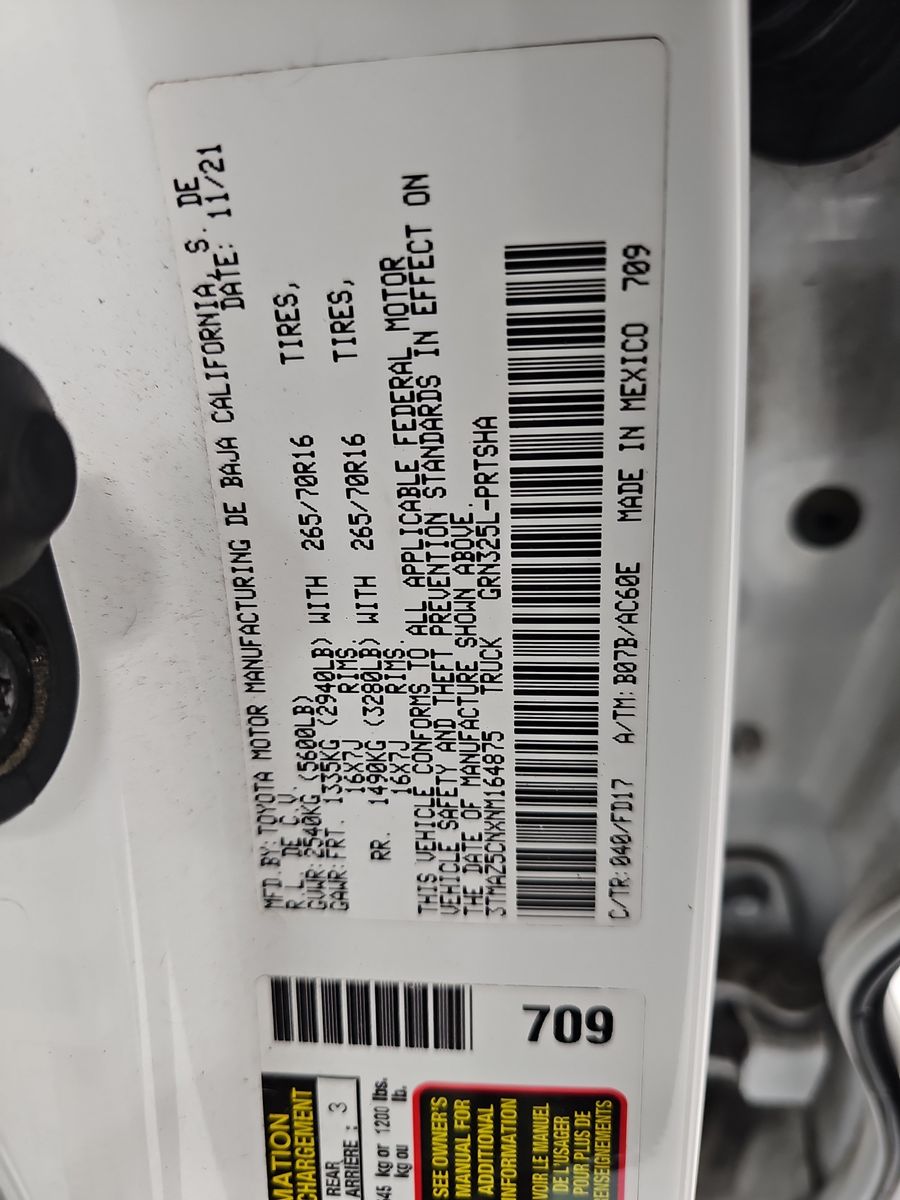 MFD BY: TOYOTA MOTOR MANUFACTURING DE BAJA CALIFORNIA, S. DE
R. L. DE C. V. DATE: 11/21
GVWR: 2540KG (5600LB)
GAWR: FRT. 1335KG (2940LB) WITH 265/70R16 TIRES,
16X7J RIMS.
RR. 1490KG (3280LB) WITH 265/70R16 TIRES,
16X7J RIMS.
THIS VEHICLE CONFORMS TO ALL APPLICABLE FEDERAL MOTOR
VEHICLE SAFETY AND THEFT PREVENTION STANDARDS IN EFFECT ON
THE DATE OF MANUFACTURE SHOWN ABOVE.
3TMAZ5CNXNM164875 TRUCK GRN325L-PRTSHA
C/TR: 040/FD17 A/TM: B07B/AC60E MADE IN MEXICO 709
709
MATION
CHARGEMENT
REAR
ARRIÈRE : 3
45 kg or 1200 lbs.
kg ou lb.
SEE OWNER'S
MANUAL FOR
ADDITIONAL
INFORMATION
VOIR LE MANUEL
DE L'USAGER
POUR PLUS DE
RENSEIGNEMENTS